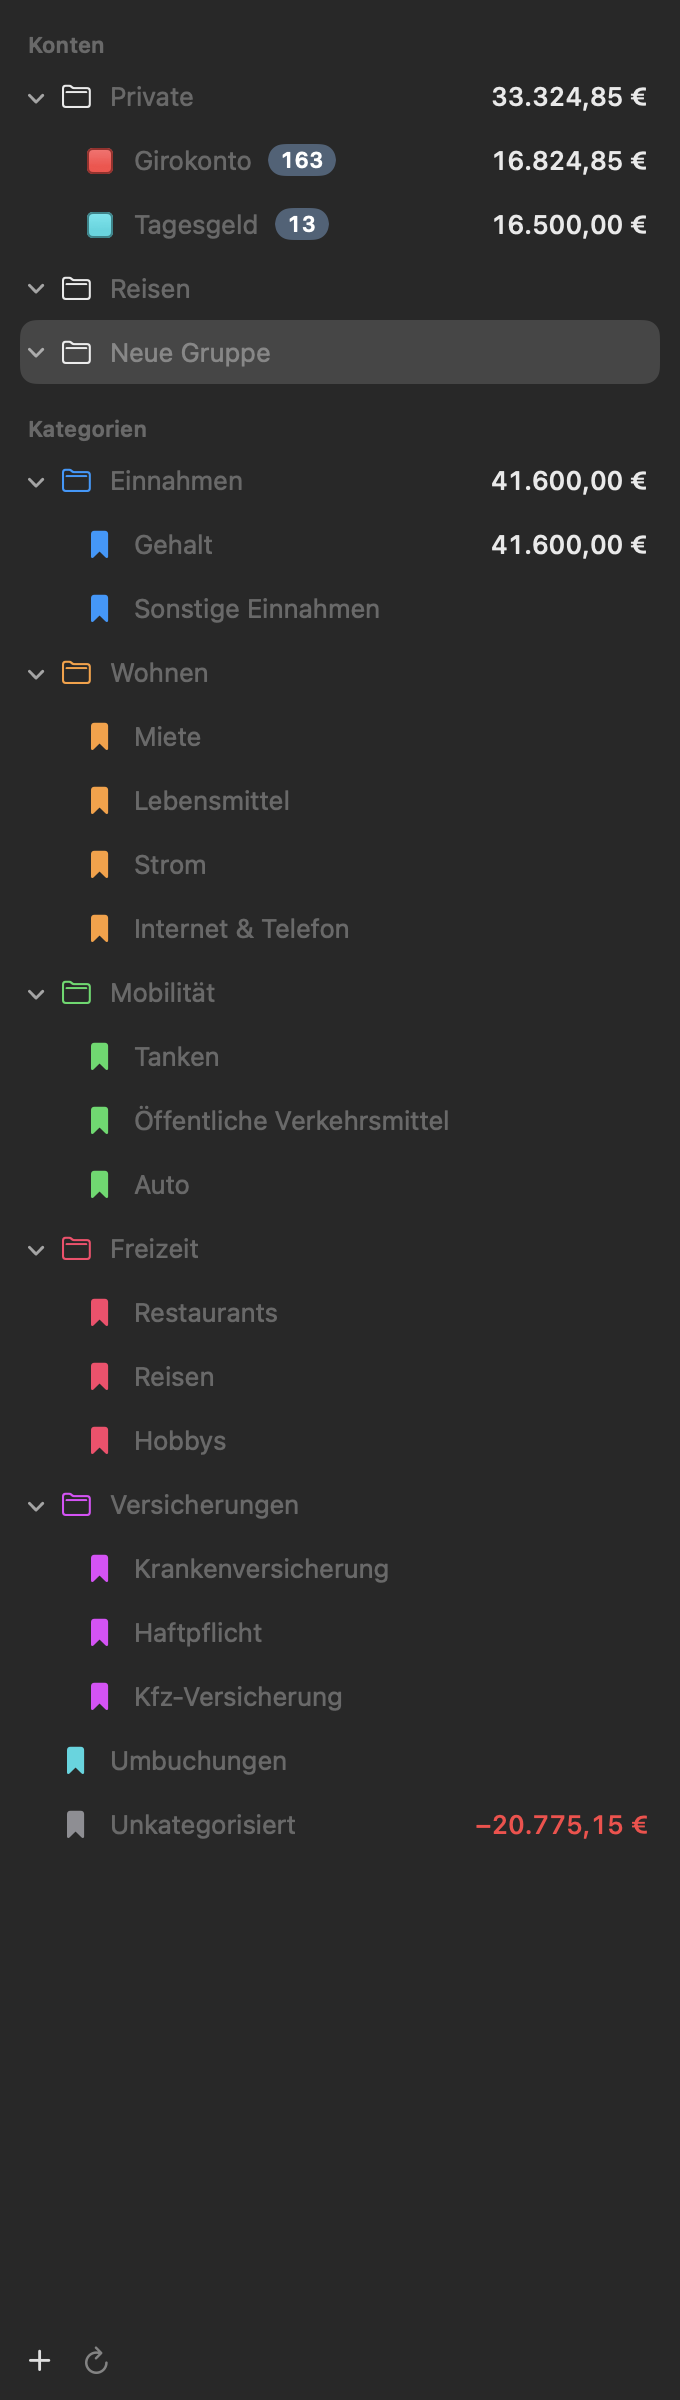 Konten
Private 33.324,85 €
Girokonto 163 16.824,85 €
Tagesgeld 13 16.500,00 €
Reisen
Neue Gruppe
Kategorien
Einnahmen 41.600,00 €
Gehalt 41.600,00 €
Sonstige Einnahmen
Wohnen
Miete
Lebensmittel
Strom
Internet & Telefon
Mobilität
Tanken
Öffentliche Verkehrsmittel
Auto
Freizeit
Restaurants
Reisen
Hobbys
Versicherungen
Krankenversicherung
Haftpflicht
Kfz-Versicherung
Umbuchungen
Unkategorisiert −20.775,15 €